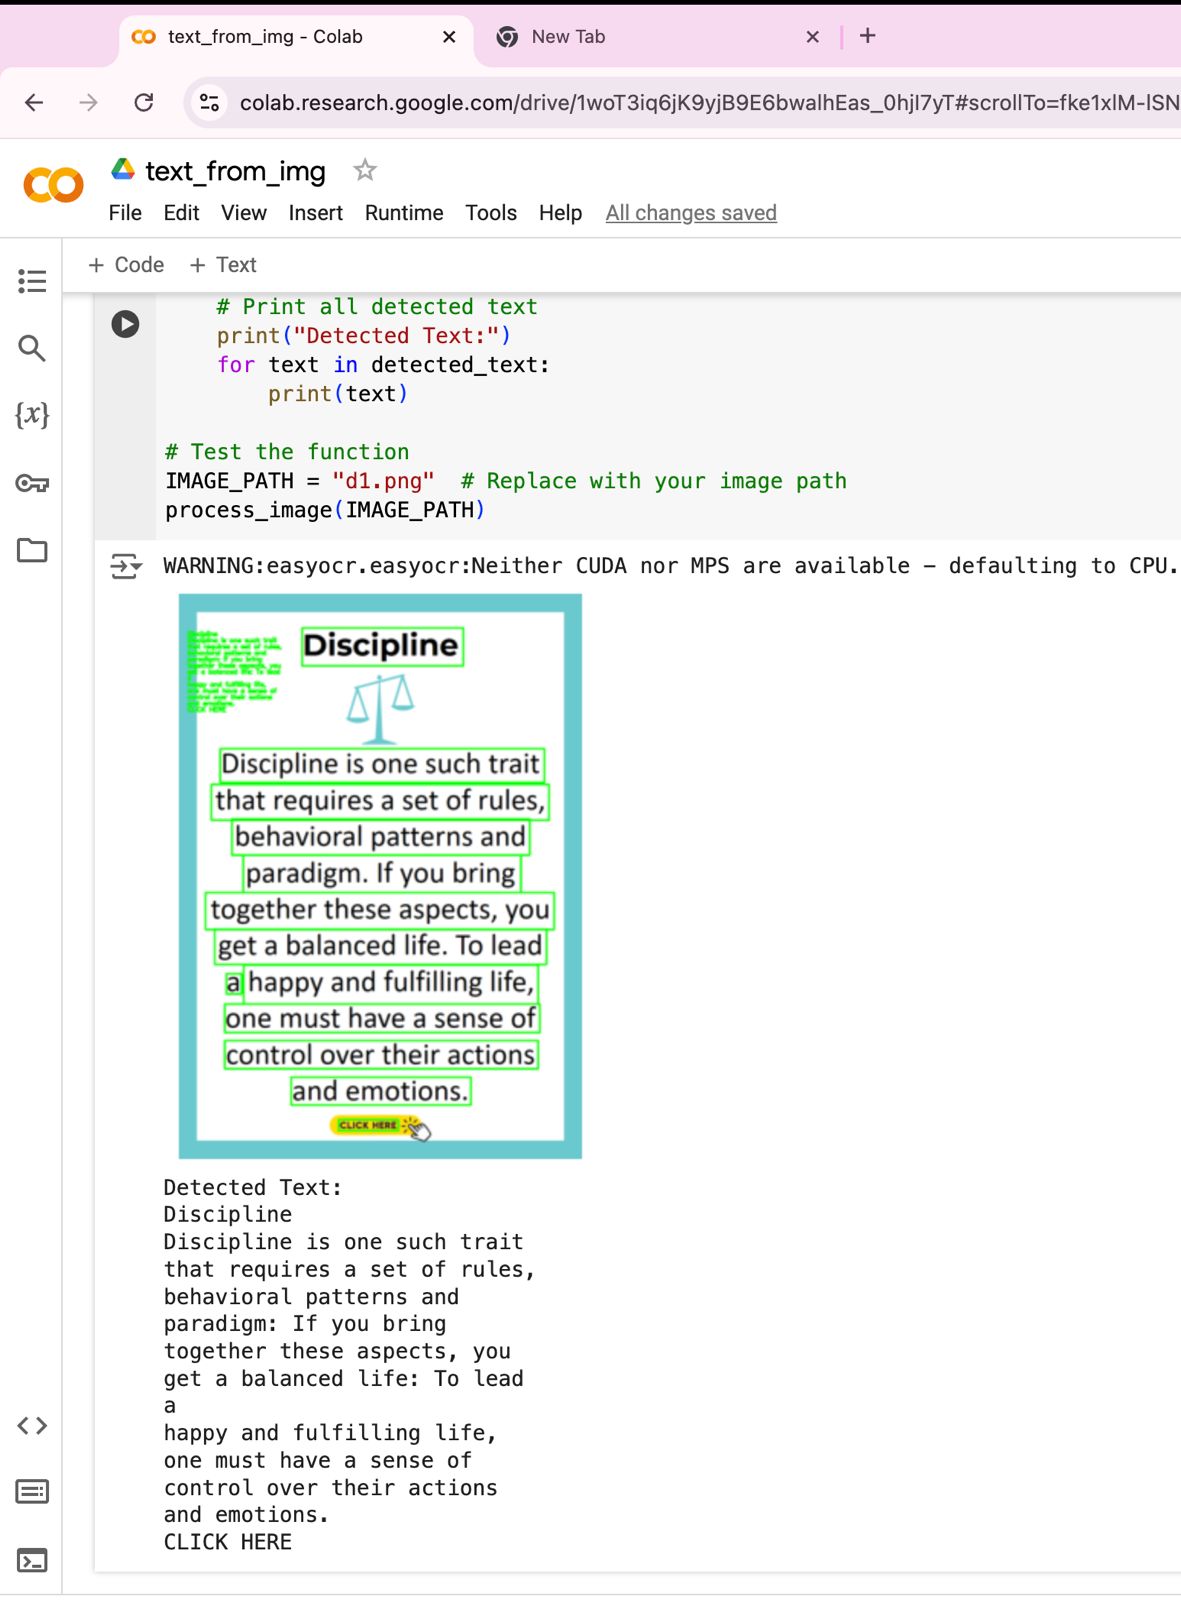 text_from_img - Colab
New Tab
colab.research.google.com/drive/1woT3iq6jK9yjB9E6bwalhEas_0hjI7yT#scrollTo=fke1xlM-lSN
text_from_img
File Edit View Insert Runtime Tools Help All changes saved
+ Code + Text
# Print all detected text
print("Detected Text:")
for text in detected_text:
print(text)
# Test the function
IMAGE_PATH = "d1.png" # Replace with your image path
process_image(IMAGE_PATH)
WARNING:easyocr.easyocr:Neither CUDA nor MPS are available - defaulting to CPU.
Discipline
Discipline is one such trait
that requires a set of rules,
behavioral patterns and
paradigm. If you bring
together these aspects, you
get a balanced life. To lead
a happy and fulfilling life,
one must have a sense of
control over their actions
and emotions.
CLICK HERE
Detected Text:
Discipline
Discipline is one such trait
that requires a set of rules,
behavioral patterns and
paradigm: If you bring
together these aspects, you
get a balanced life: To lead
a
happy and fulfilling life,
one must have a sense of
control over their actions
and emotions.
CLICK HERE